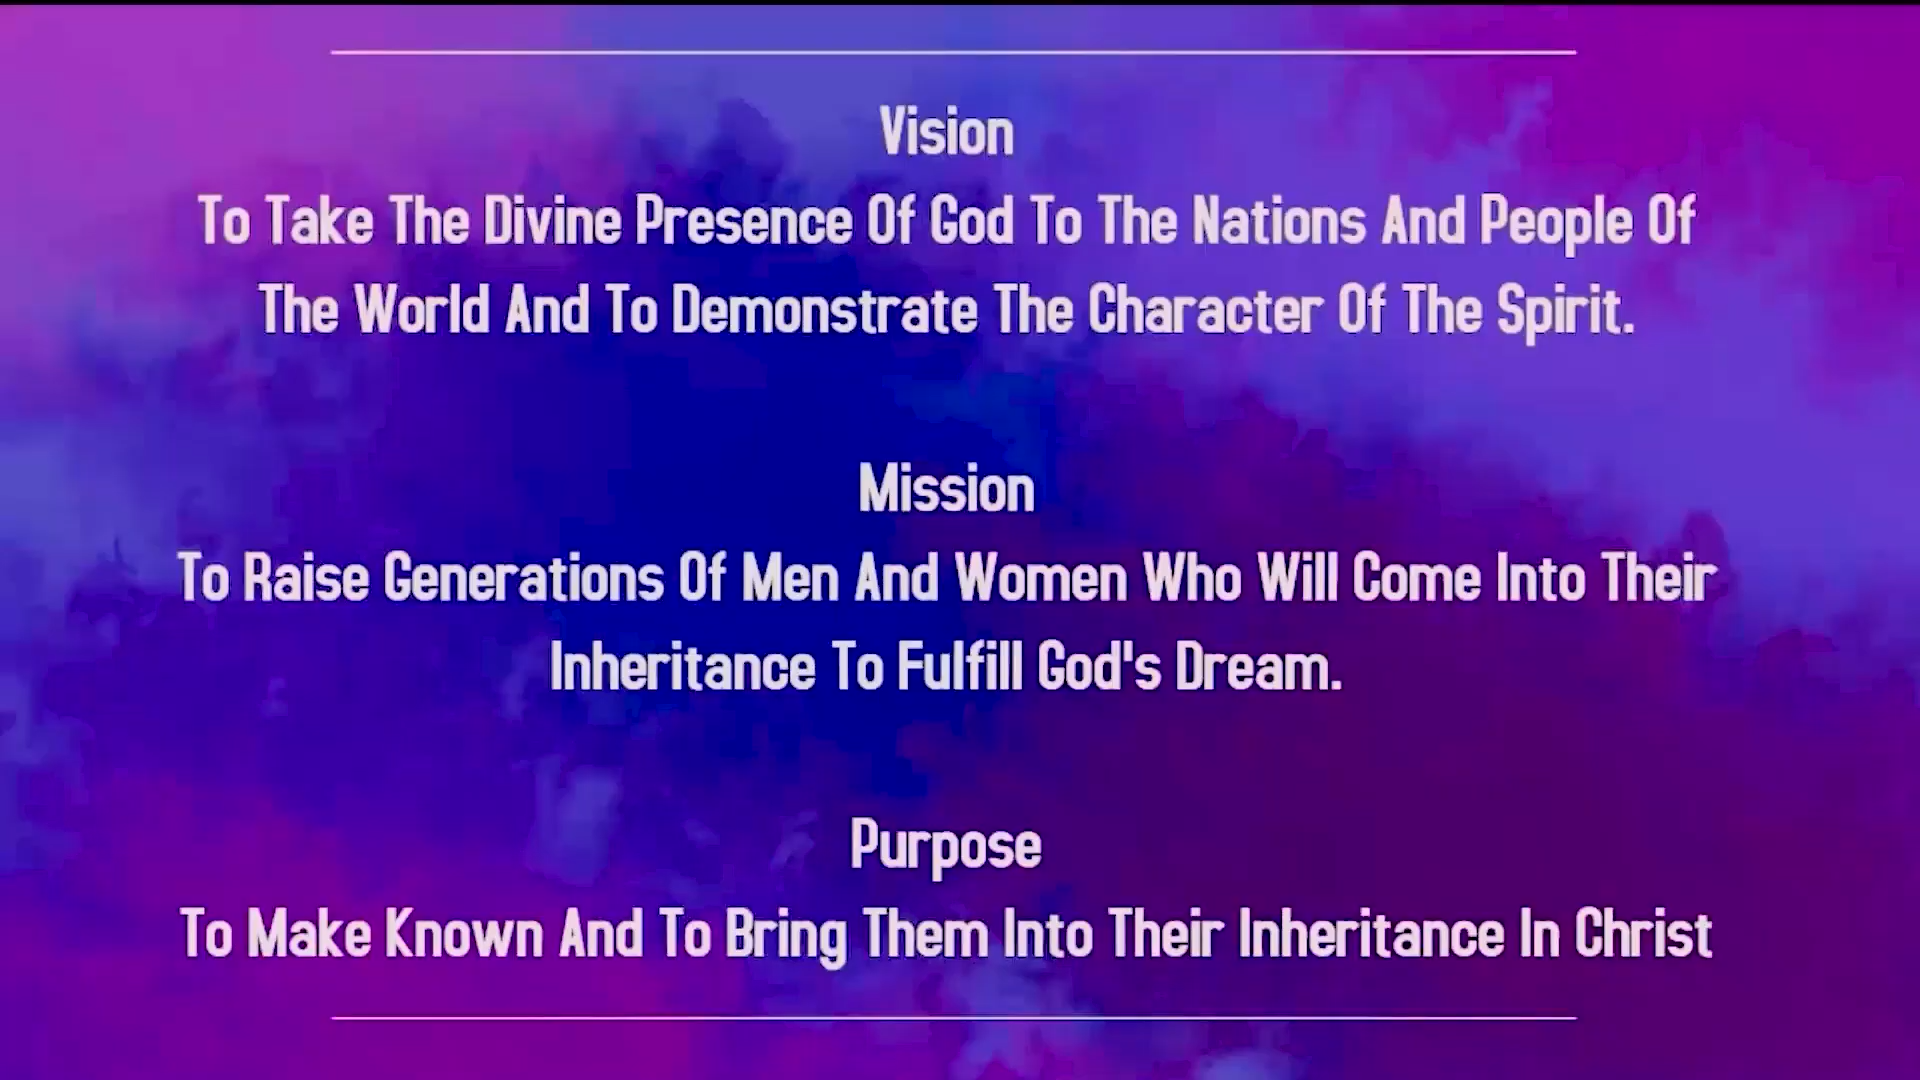 Vision
To Take The Divine Presence Of God To The Nations And People Of
The World And To Demonstrate The Character Of The Spirit.
Mission
To Raise Generations Of Men And Women Who Will Come Into Their
Inheritance To Fulfill God's Dream.
Purpose
To Make Known And To Bring Them Into Their Inheritance In Christ